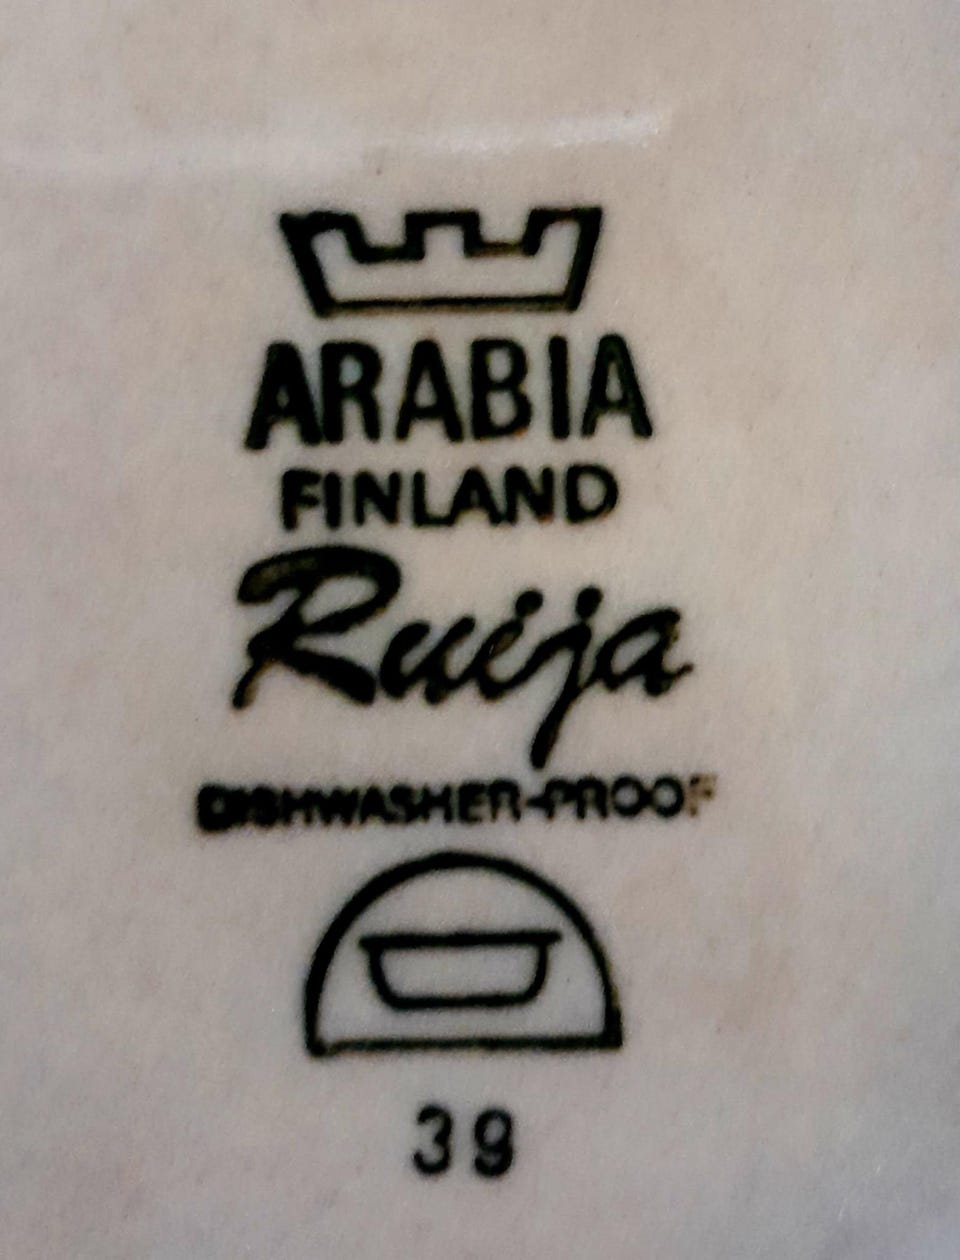 ARABIA
FINLAND
Ruija
DISHWASHER-PROOF
39